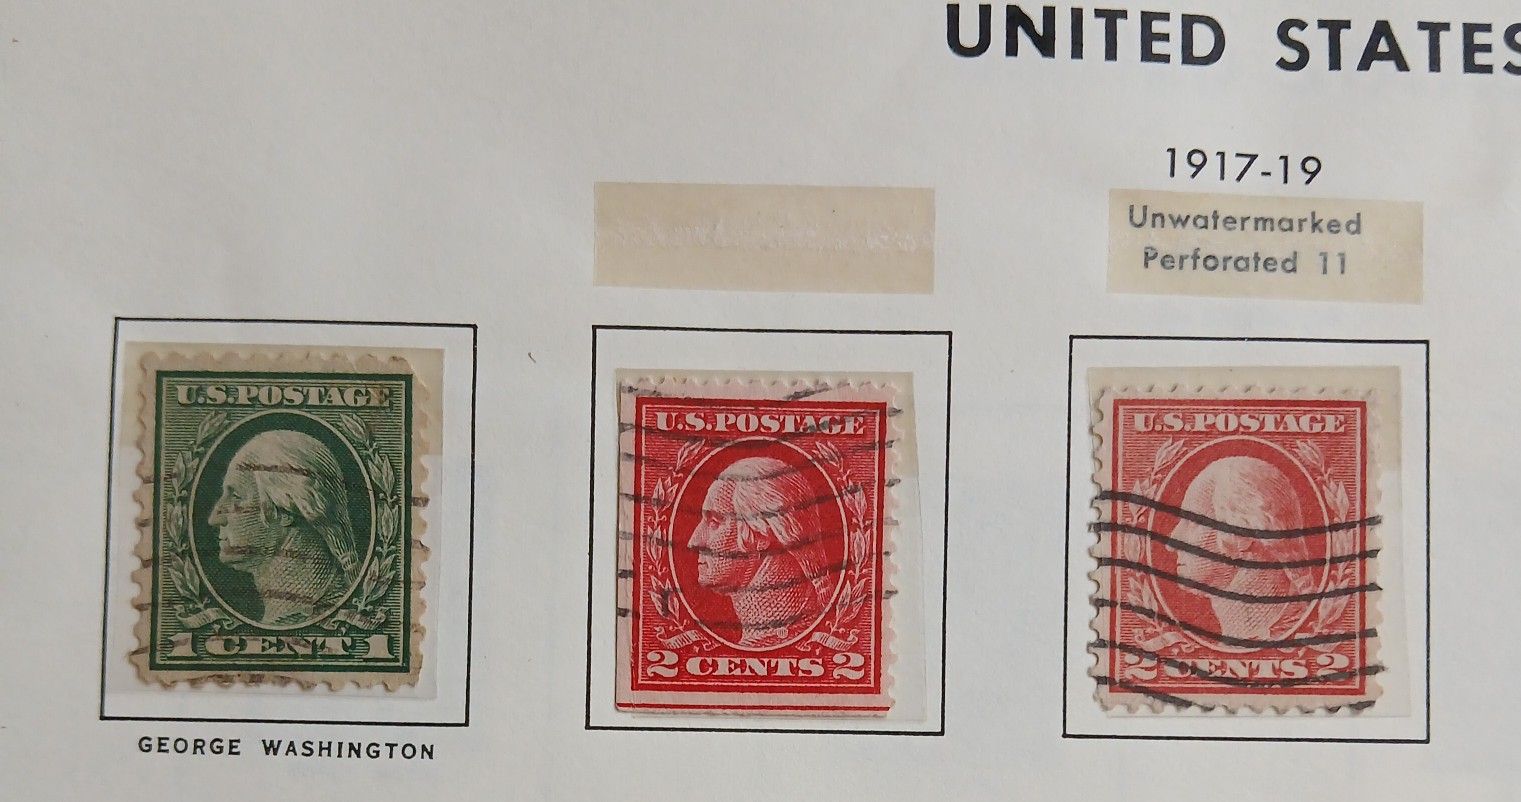 UNITED STATES
1917-19
Unwatermarked
Perforated 11
U.S.POSTAGE
1 CENT 1
GEORGE WASHINGTON
U.S.POSTAGE
2 CENTS 2
U.S.POSTAGE
2 CENTS 2